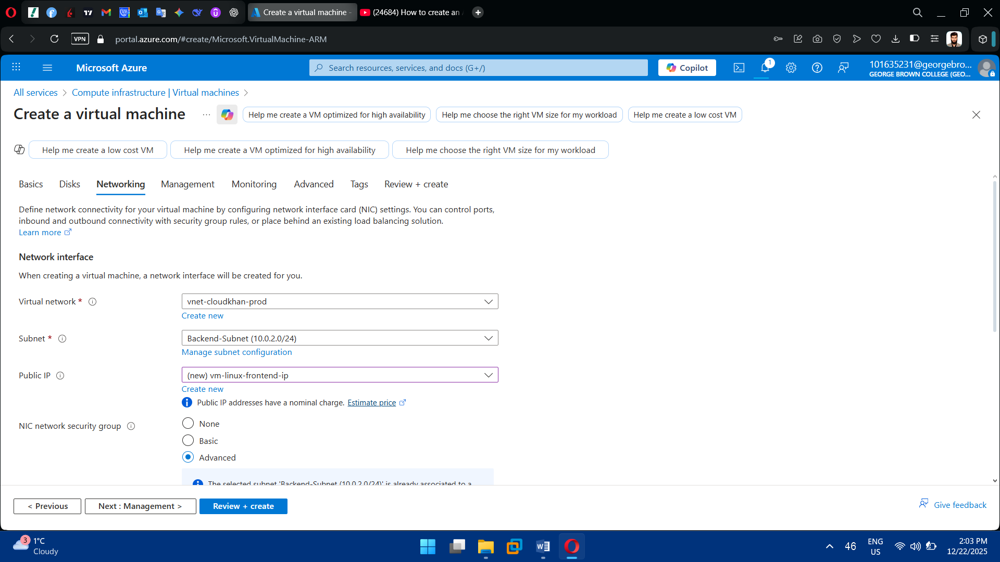 Create a virtual machine -
(24684) How to create an
VPN
portal.azure.com/#create/Microsoft.VirtualMachine-ARM
Microsoft Azure
Search resources, services, and docs (G+/)
Copilot
1
101635231@georgebro...
GEORGE BROWN COLLEGE (GEO...
All services > Compute infrastructure | Virtual machines >
Create a virtual machine
...
Help me create a VM optimized for high availability
Help me choose the right VM size for my workload
Help me create a low cost VM
Help me create a low cost VM
Help me create a VM optimized for high availability
Help me choose the right VM size for my workload
Basics
Disks
Networking
Management
Monitoring
Advanced
Tags
Review + create
Define network connectivity for your virtual machine by configuring network interface card (NIC) settings. You can control ports,
inbound and outbound connectivity with security group rules, or place behind an existing load balancing solution.
Learn more
Network interface
When creating a virtual machine, a network interface will be created for you.
Virtual network *
vnet-cloudkhan-prod
Create new
Subnet *
Backend-Subnet (10.0.2.0/24)
Manage subnet configuration
Public IP
(new) vm-linux-frontend-ip
Create new
Public IP addresses have a nominal charge. Estimate price
NIC network security group
None
Basic
Advanced
The selected subnet 'Backend-Subnet (10.0.2.0/24)' is already associated to a
< Previous
Next : Management >
Review + create
Give feedback
3
1°C
Cloudy
46
ENG
US
2:03 PM
12/22/2025